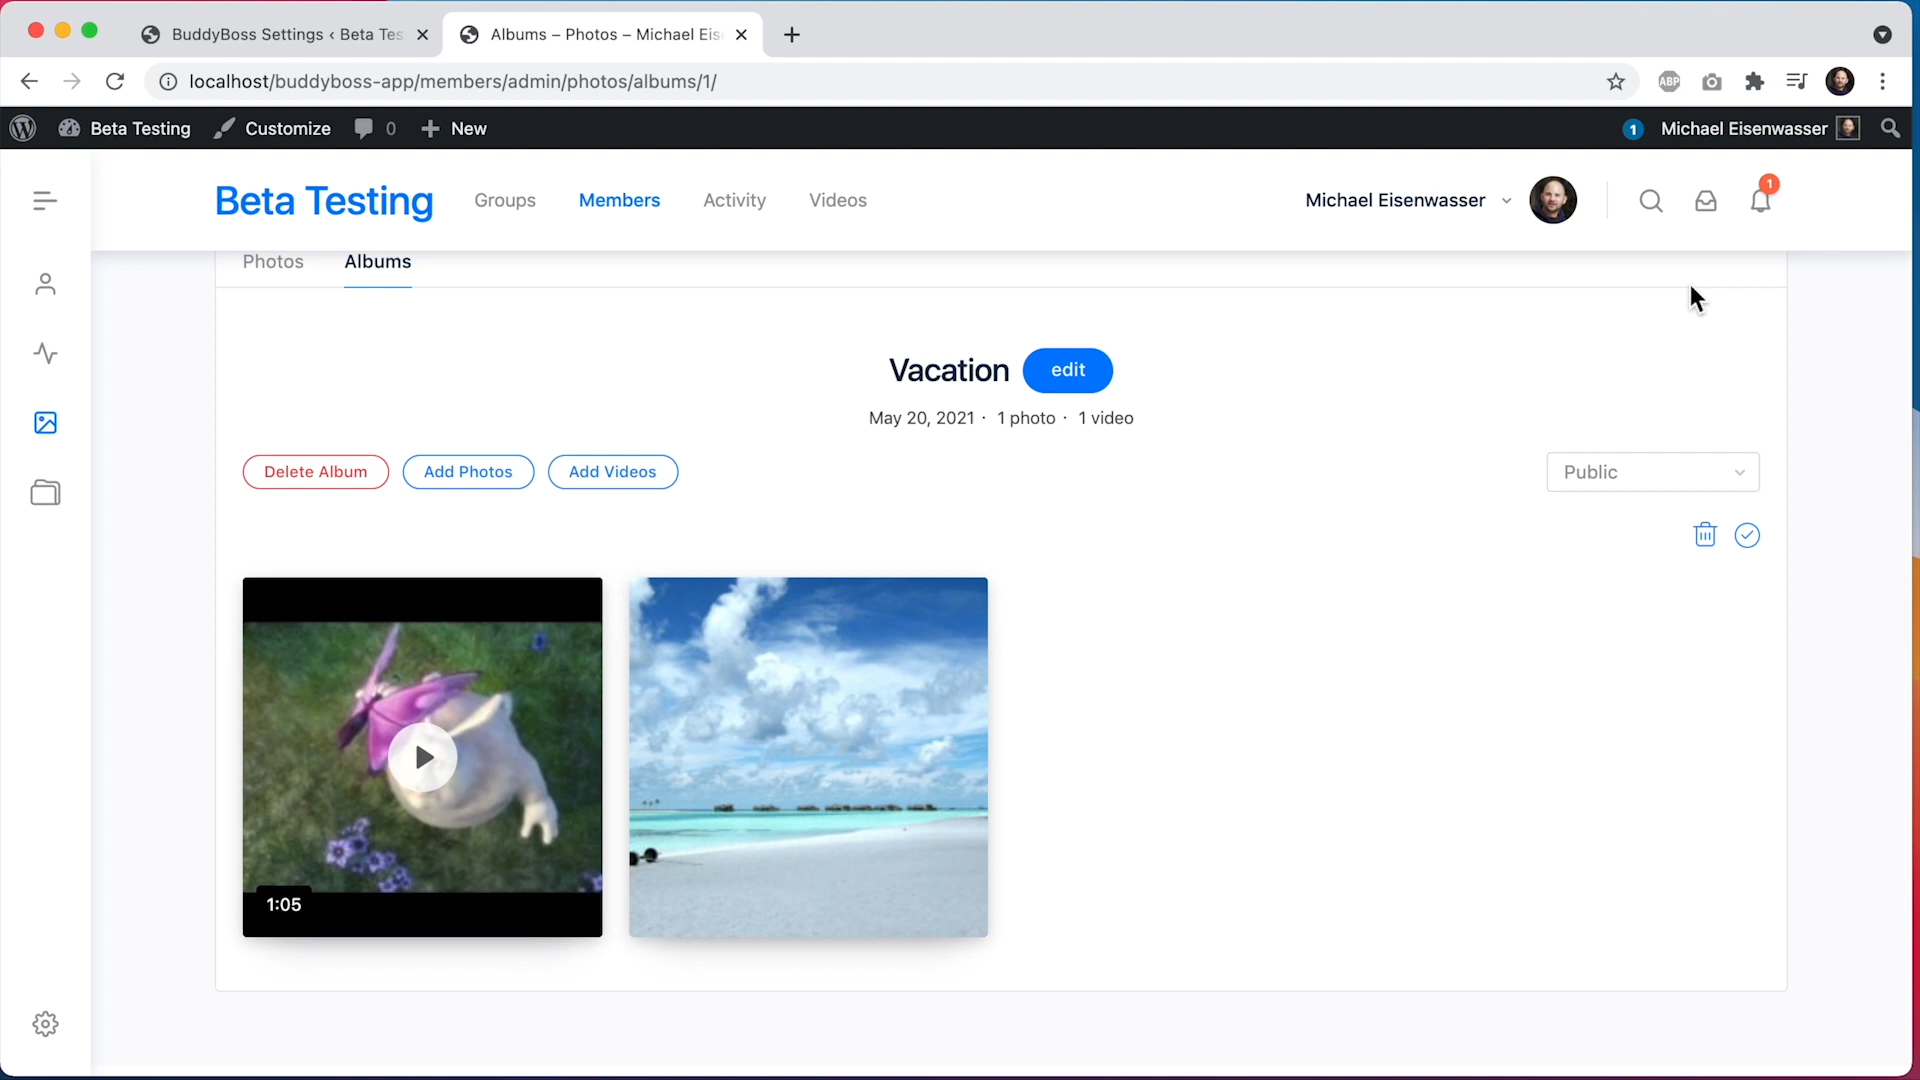 BuddyBoss Settings ‹ Beta Tes
Albums – Photos – Michael Eis
localhost/buddyboss-app/members/admin/photos/albums/1/
ABP
Beta Testing
Customize
0
New
1
Michael Eisenwasser
Beta Testing
Groups
Members
Activity
Videos
Michael Eisenwasser
1
Photos
Albums
Vacation
edit
May 20, 2021 · 1 photo · 1 video
Delete Album
Add Photos
Add Videos
Public
1:05